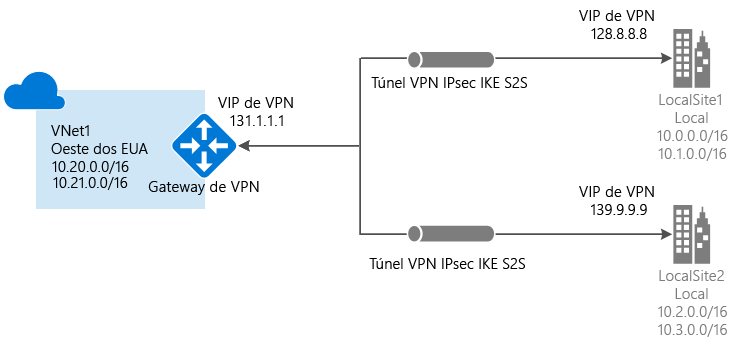 VIP de VPN
128.8.8.8
Túnel VPN IPsec IKE S2S
LocalSite1
Local
10.0.0.0/16
10.1.0.0/16
VIP de VPN
131.1.1.1
VNet1
Oeste dos EUA
10.20.0.0/16
10.21.0.0/16
Gateway de VPN
VIP de VPN
139.9.9.9
Túnel VPN IPsec IKE S2S
LocalSite2
Local
10.2.0.0/16
10.3.0.0/16